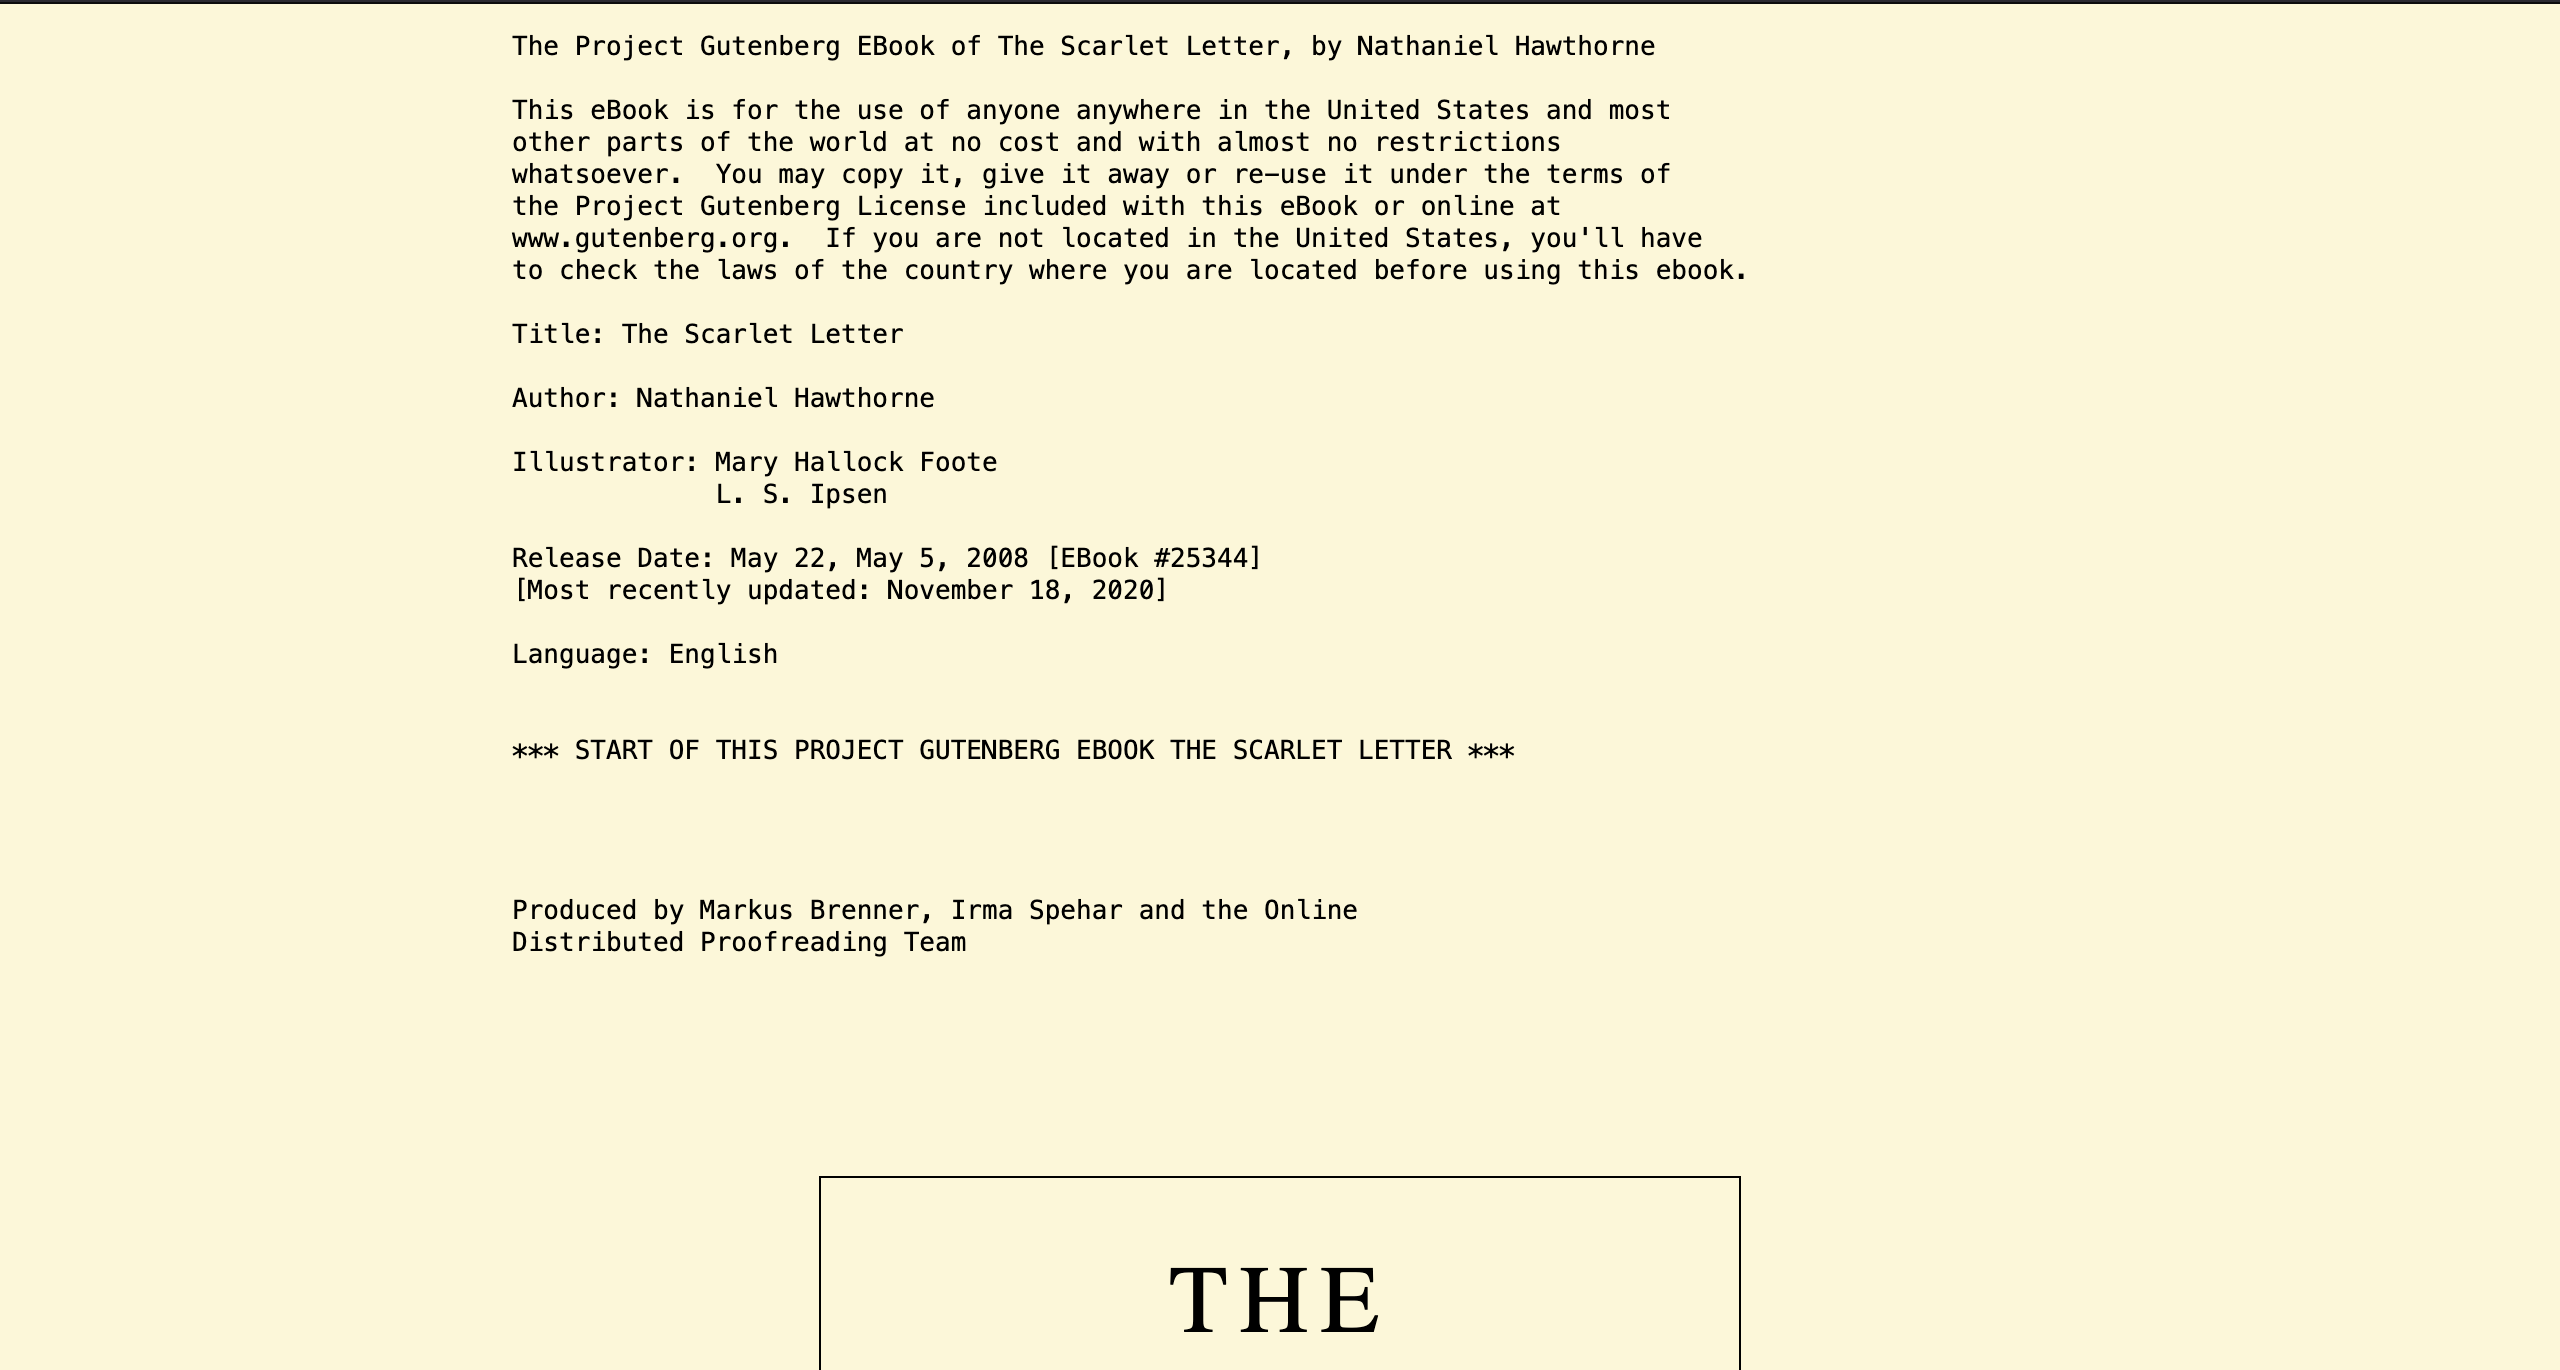 The Project Gutenberg EBook of The Scarlet Letter, by Nathaniel Hawthorne
This eBook is for the use of anyone anywhere in the United States and most
other parts of the world at no cost and with almost no restrictions
whatsoever.  You may copy it, give it away or re-use it under the terms of
the Project Gutenberg License included with this eBook or online at
www.gutenberg.org.  If you are not located in the United States, you'll have
to check the laws of the country where you are located before using this ebook.
Title: The Scarlet Letter
Author: Nathaniel Hawthorne
Illustrator: Mary Hallock Foote
L. S. Ipsen
Release Date: May 22, May 5, 2008 [EBook #25344]
[Most recently updated: November 18, 2020]
Language: English
*** START OF THIS PROJECT GUTENBERG EBOOK THE SCARLET LETTER ***
Produced by Markus Brenner, Irma Spehar and the Online
Distributed Proofreading Team
THE